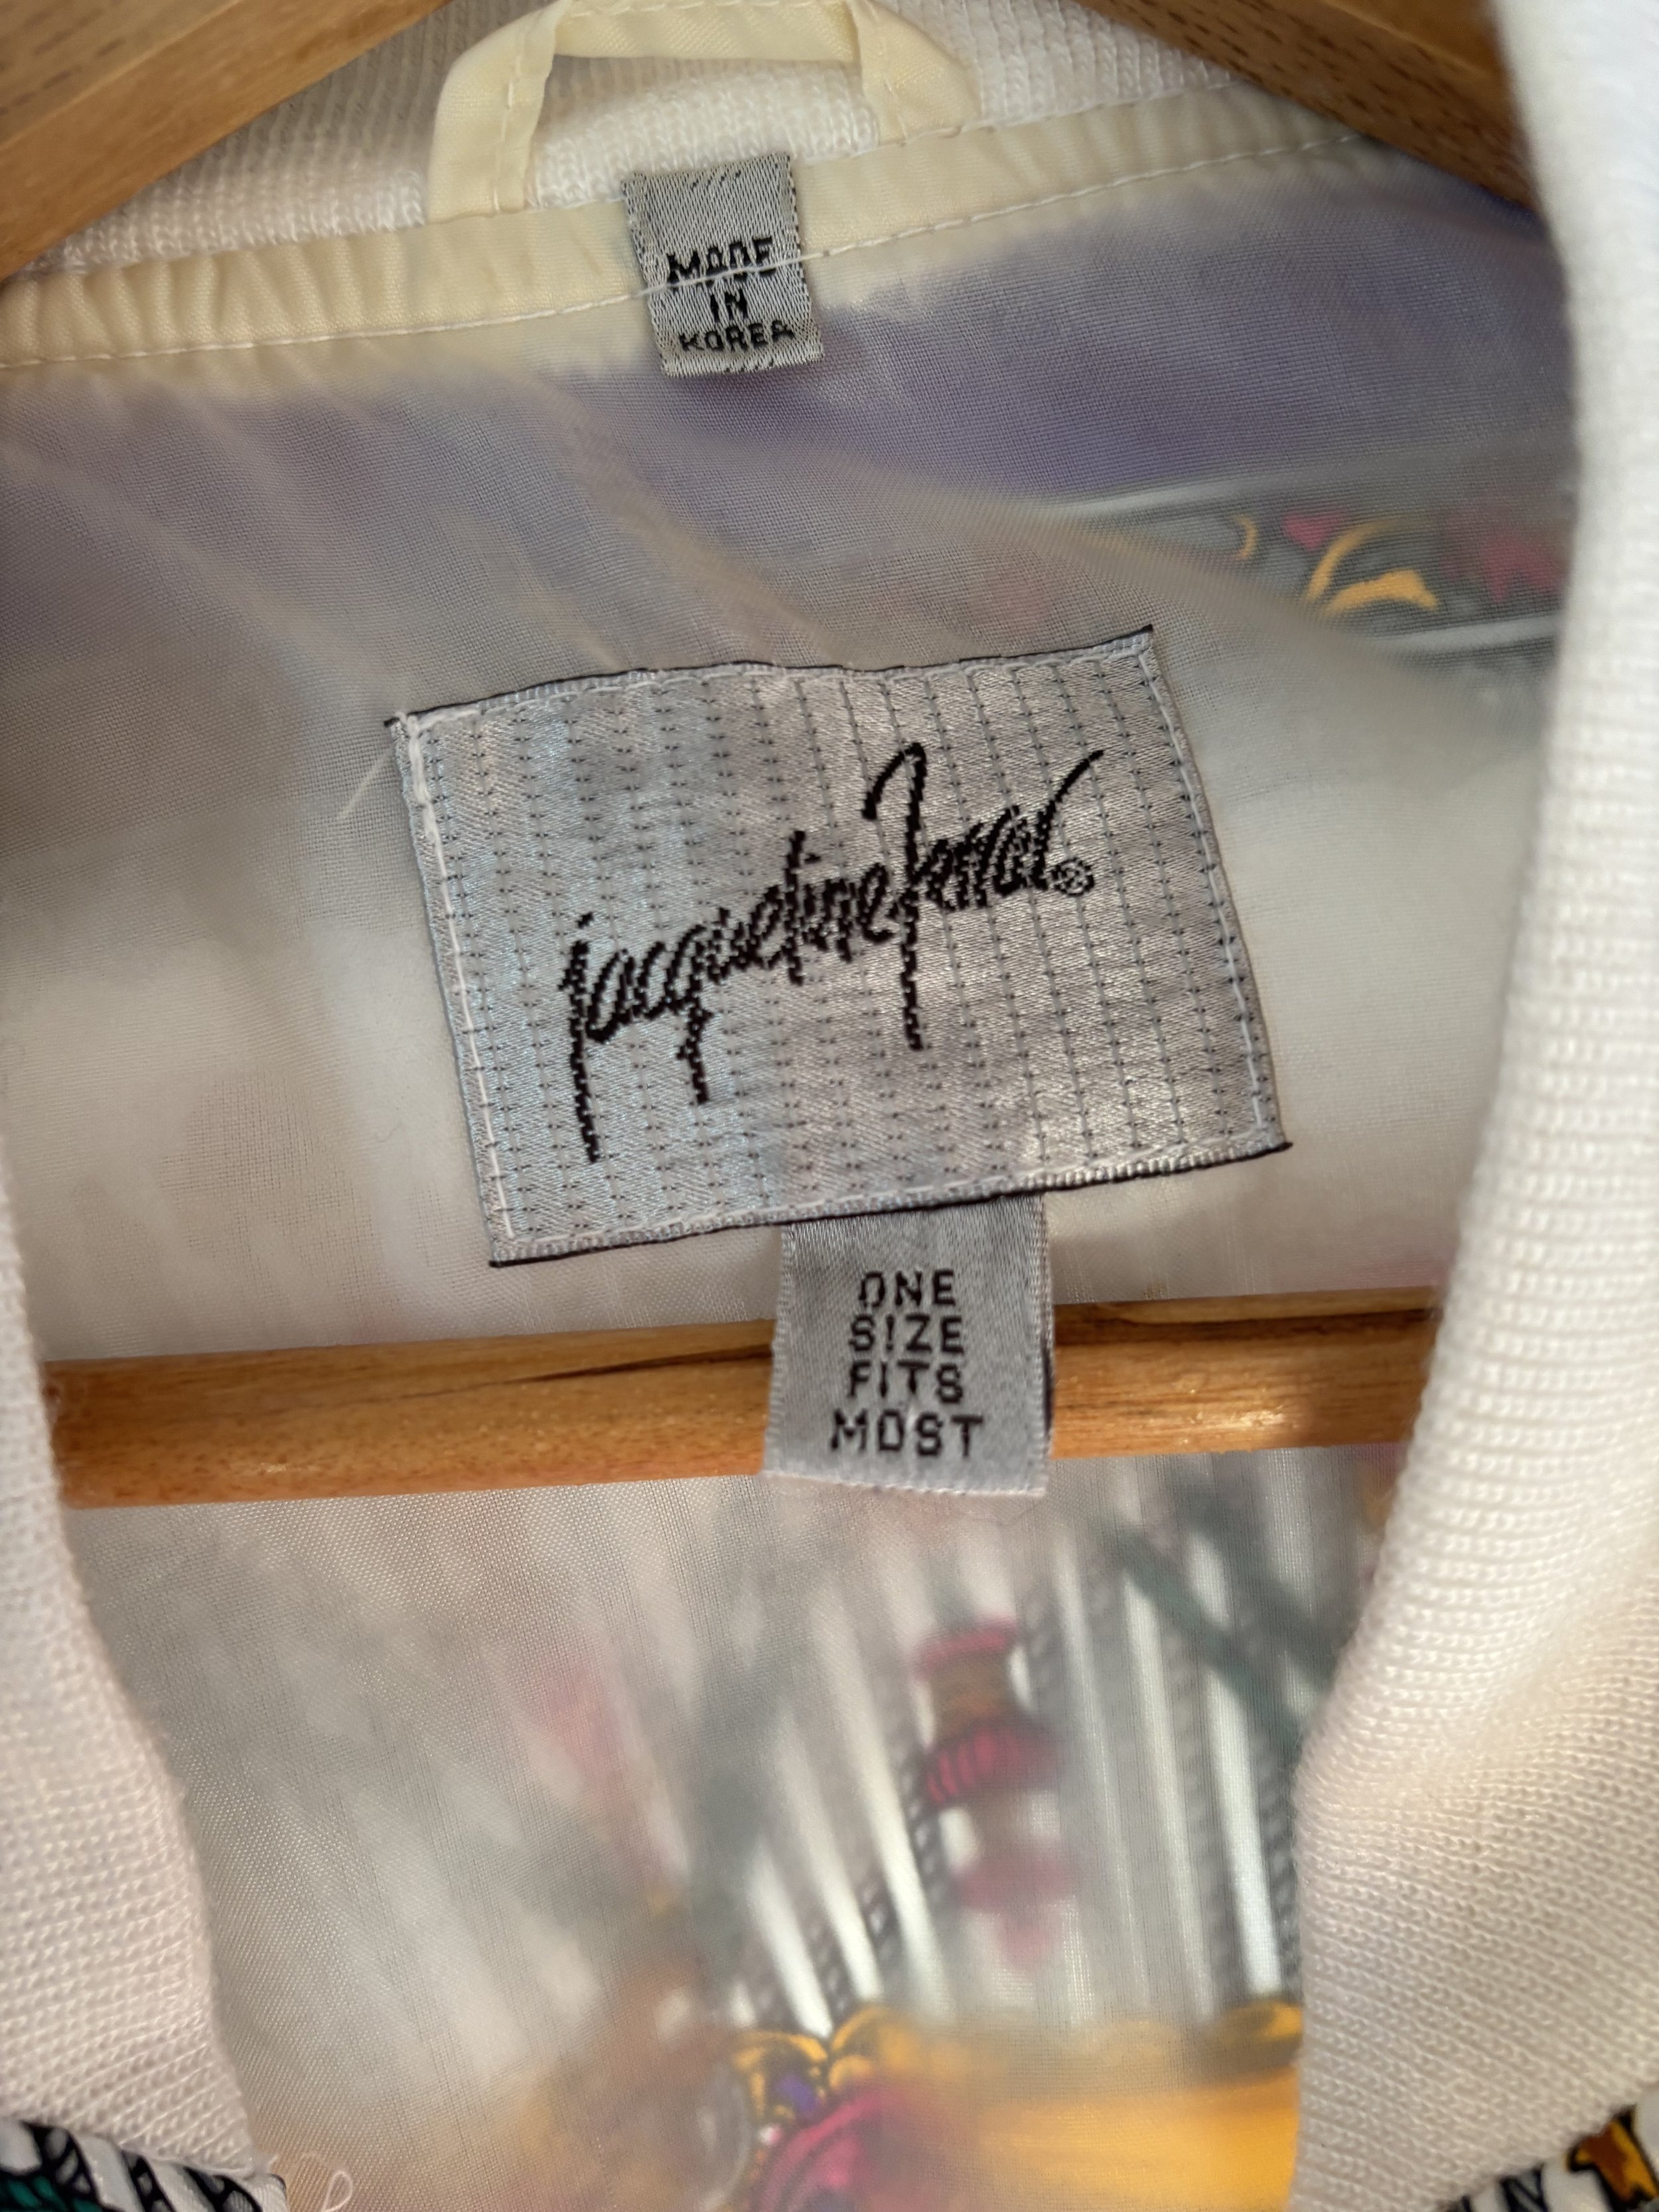 MADE
IN
KOREA
jacqueline Ferrar®
ONE
SIZE
FITS
MOST